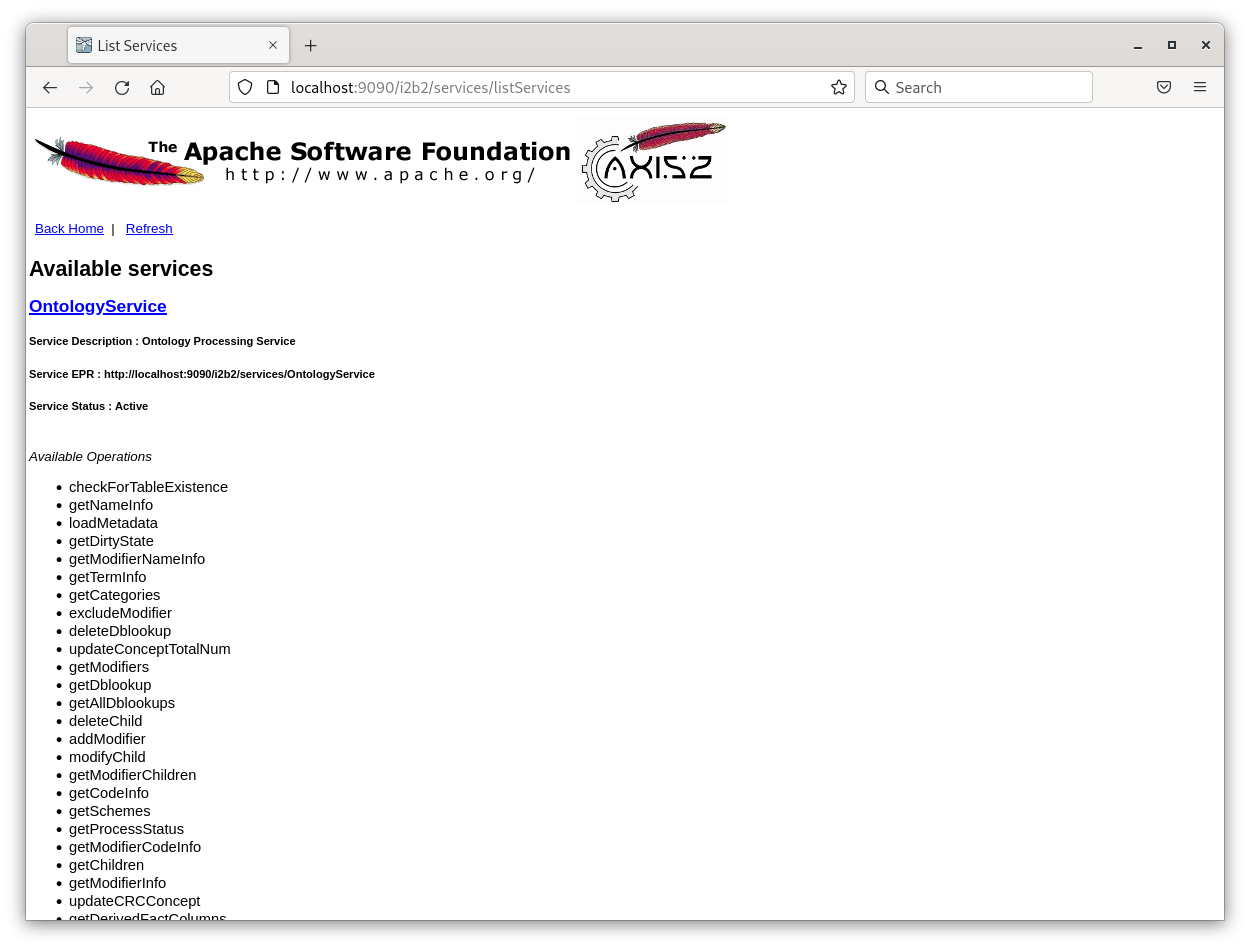 List Services
localhost:9090/i2b2/services/listServices
Search
The Apache Software Foundation
http://www.apache.org/
AXIS2
Back Home | Refresh
Available services
OntologyService
Service Description : Ontology Processing Service
Service EPR : http://localhost:9090/i2b2/services/OntologyService
Service Status : Active
Available Operations
• checkForTableExistence
• getNameInfo
• loadMetadata
• getDirtyState
• getModifierNameInfo
• getTermInfo
• getCategories
• excludeModifier
• deleteDblookup
• updateConceptTotalNum
• getModifiers
• getDblookup
• getAllDblookups
• deleteChild
• addModifier
• modifyChild
• getModifierChildren
• getCodeInfo
• getSchemes
• getProcessStatus
• getModifierCodeInfo
• getChildren
• getModifierInfo
• updateCRCConcept
• getDerivedFactColumns